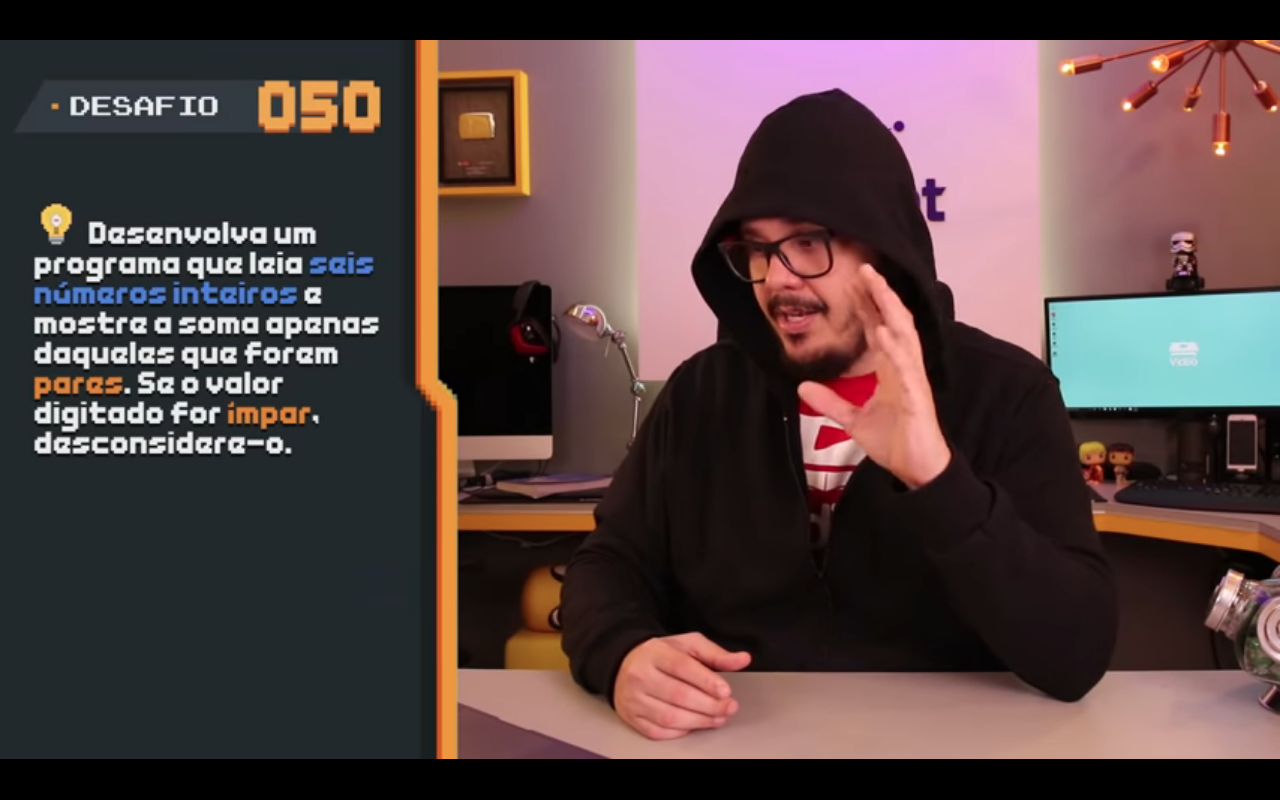 DESAFIO 050
Desenvolva um
programa que leia seis
números inteiros e
mostre a soma apenas
daqueles que forem
pares. Se o valor
digitado for ímpar,
desconsidere-o.
Vídeo